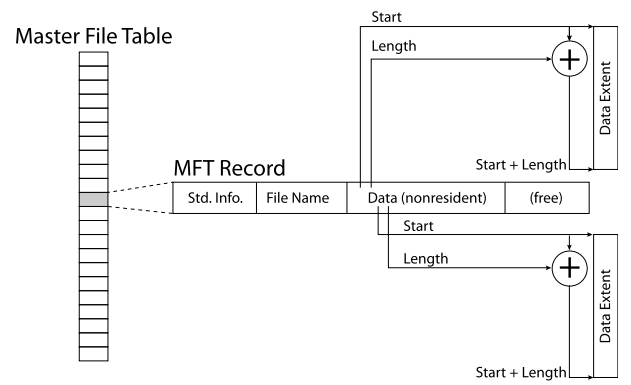 Master File Table
Start
Length
+
Data Extent
Start + Length
MFT Record
Std. Info. File Name Data (nonresident) (free)
Start
Length
+
Data Extent
Start + Length